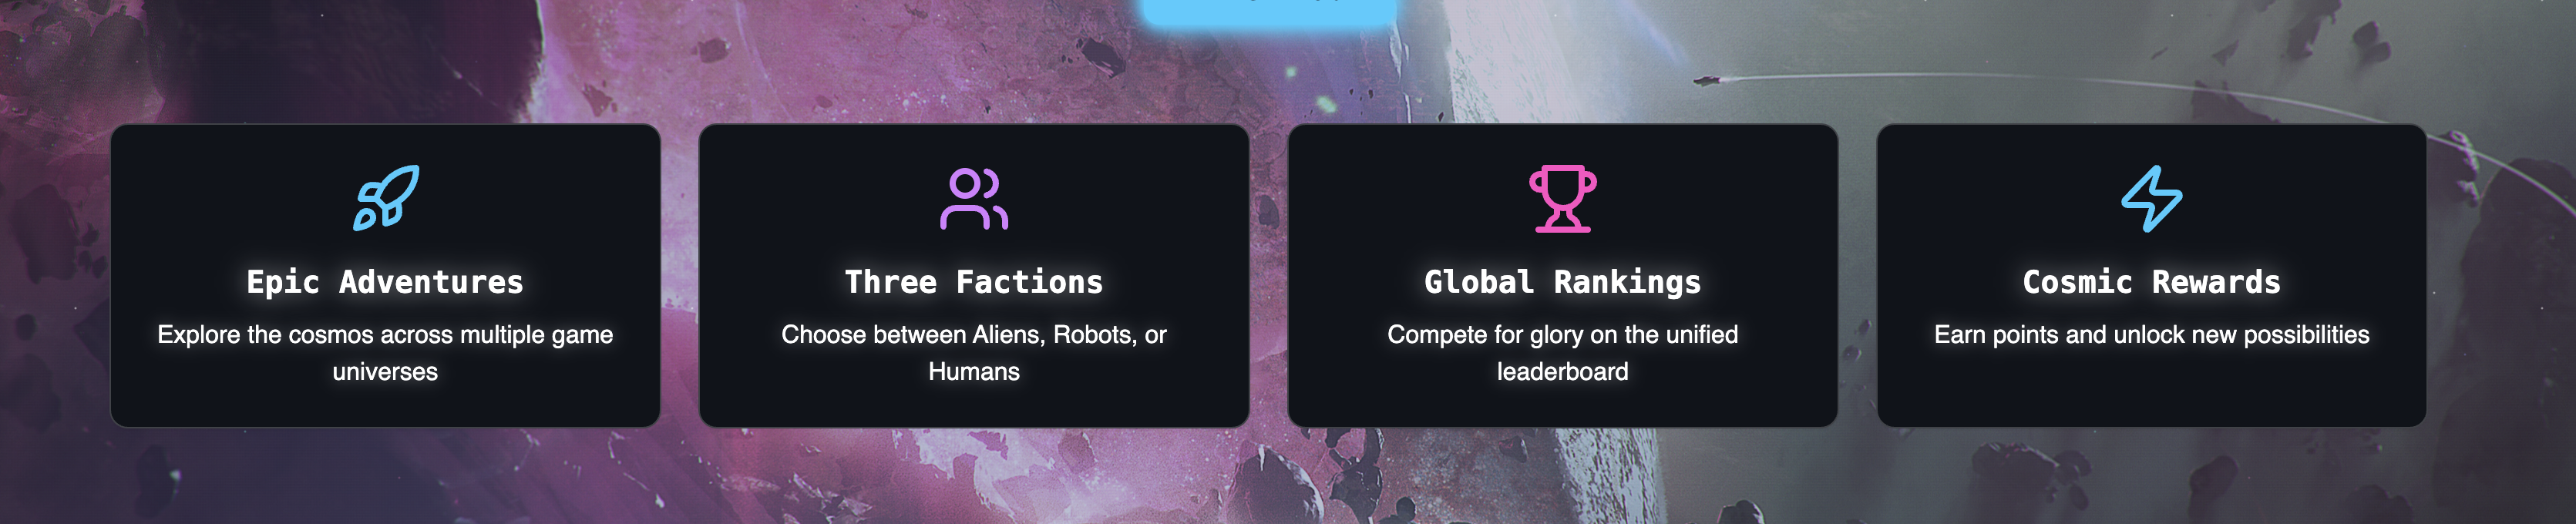 Epic Adventures
Explore the cosmos across multiple game
universes
Three Factions
Choose between Aliens, Robots, or
Humans
Global Rankings
Compete for glory on the unified
leaderboard
Cosmic Rewards
Earn points and unlock new possibilities